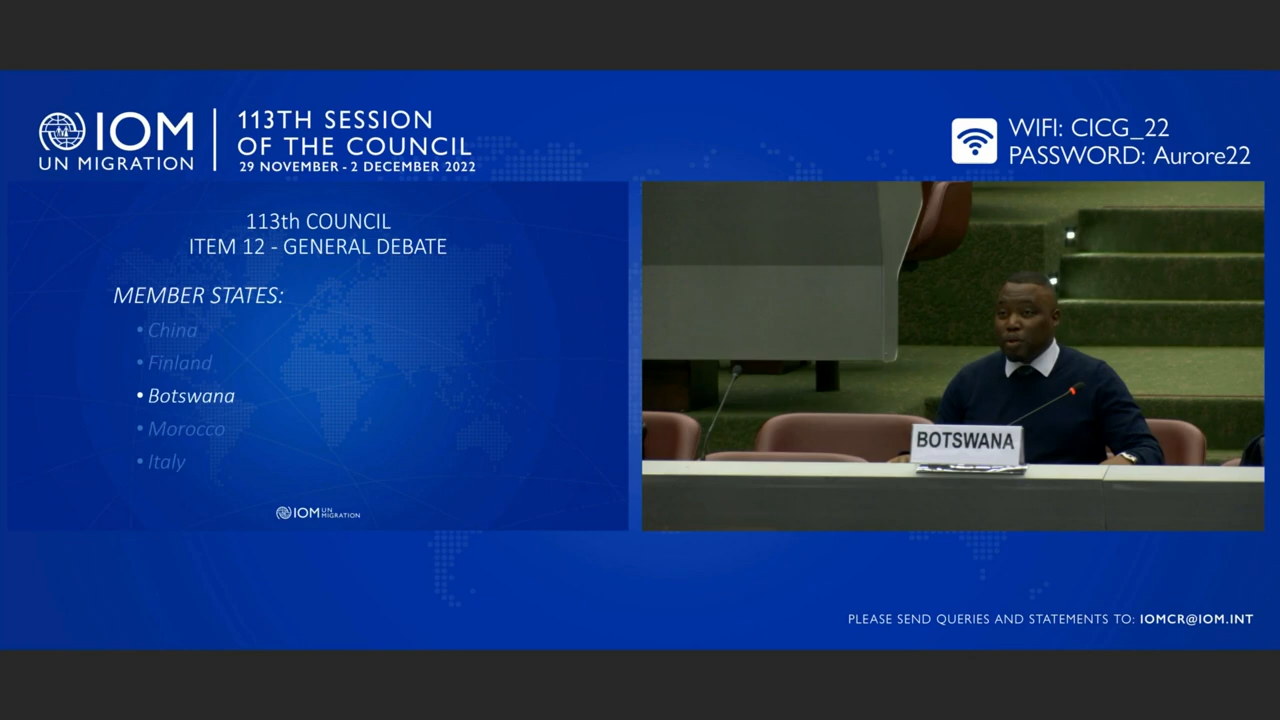 IOM
UN MIGRATION
113TH SESSION
OF THE COUNCIL
29 NOVEMBER - 2 DECEMBER 2022
WIFI: CICG_22
PASSWORD: Aurore22
113th COUNCIL
ITEM 12 - GENERAL DEBATE
MEMBER STATES:
• China
• Finland
• Botswana
• Morocco
• Italy
IOM UN MIGRATION
BOTSWANA
PLEASE SEND QUERIES AND STATEMENTS TO: IOMCR@IOM.INT